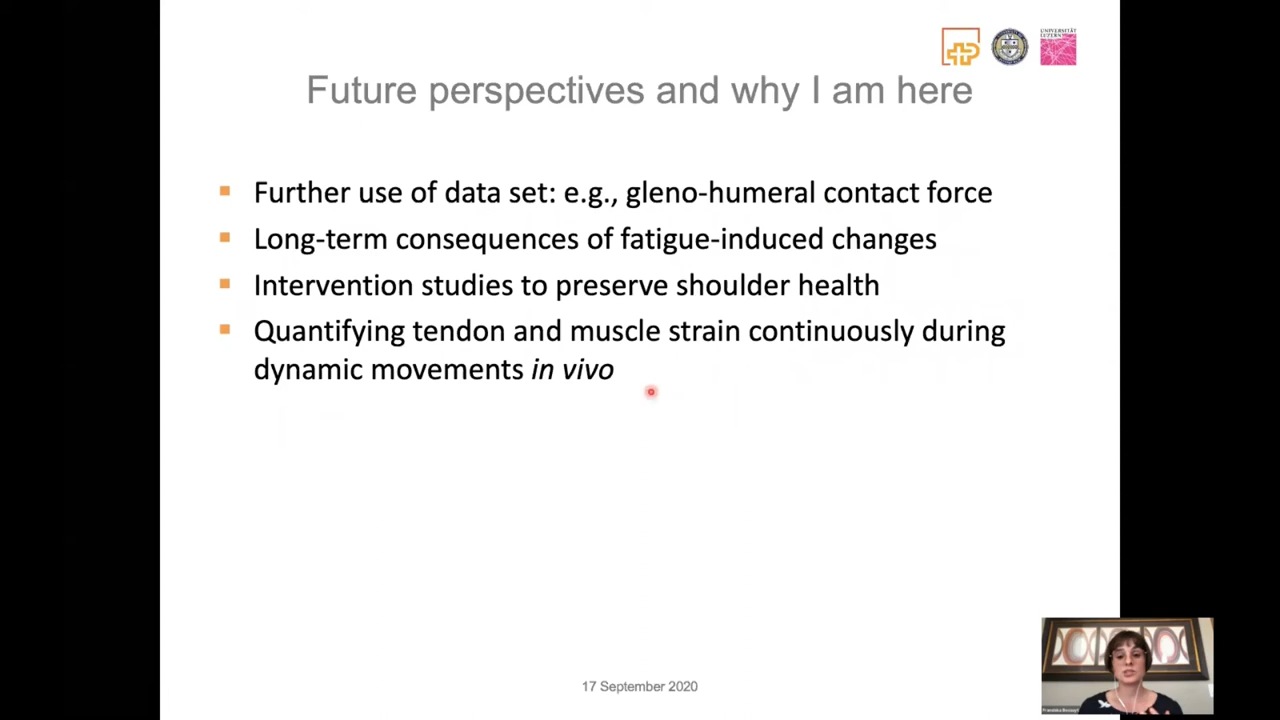 UNIVERSITÄT
LUZERN
Future perspectives and why I am here
Further use of data set: e.g., gleno-humeral contact force
Long-term consequences of fatigue-induced changes
Intervention studies to preserve shoulder health
Quantifying tendon and muscle strain continuously during
dynamic movements in vivo
17 September 2020